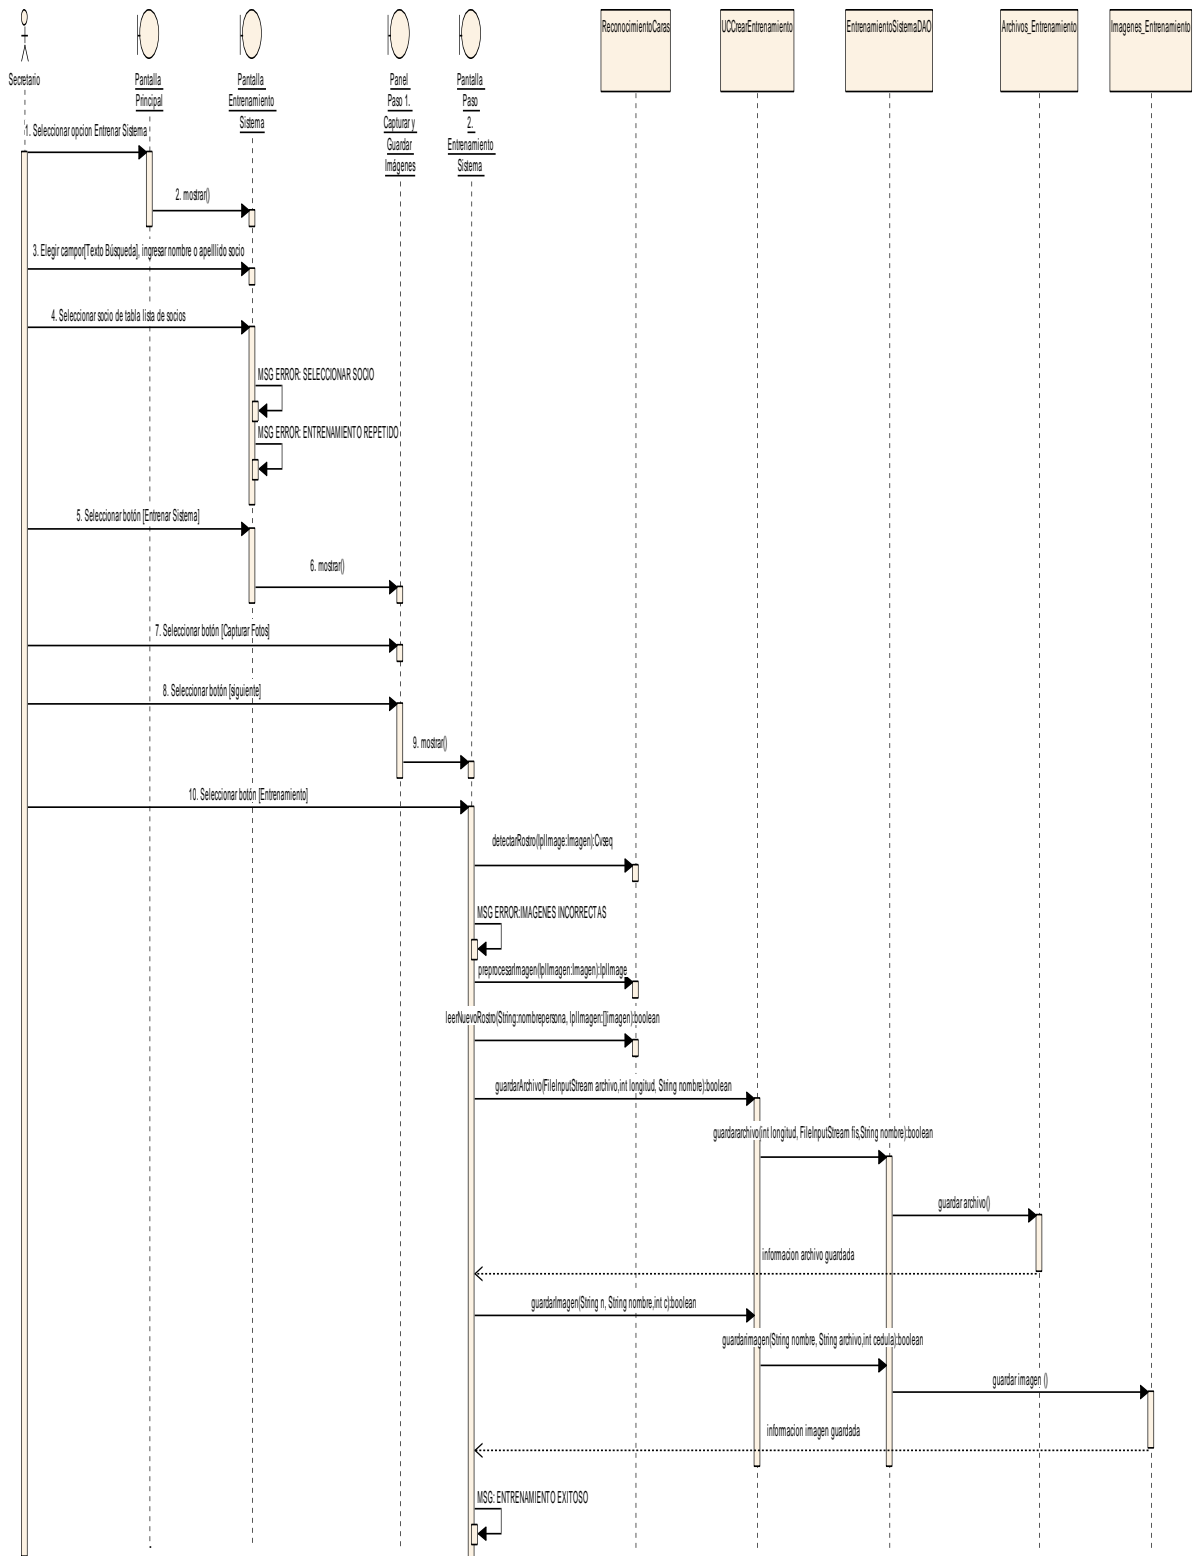 Secretario
Pantalla
Principal
Pantalla
Entrenamiento
Sistema
Panel
Paso 1.
Capturar y
Guardar
Imágenes
Pantalla
Paso
2.
Entrenamiento
Sistema
ReconocimientoCaras
UCCrearEntrenamiento
EntrenamientoSistemaDAO
Archivos_Entrenamiento
Imagenes_Entrenamiento
1. Seleccionar opcion Entrenar Sistema
2. mostrar()
3. Elegir campor[Texto Búsqueda], ingresar nombre o apelllido socio
4. Seleccionar socio de tabla lista de socios
MSG ERROR: SELECCIONAR SOCIO
MSG ERROR: ENTRENAMIENTO REPETIDO
5. Seleccionar botón [Entrenar Sistema]
6. mostrar()
7. Seleccionar botón [Capturar Fotos]
8. Seleccionar botón [siguiente]
9. mostrar()
10. Seleccionar botón [Entrenamiento]
detectarRostro(IplImage:Imagen):Cvseq
MSG ERROR:IMAGENES INCORRECTAS
preprocesarImagen(IplImagen:Imagen):IplImage
leerNuevoRostro(String:nombrepersona, IplImagen:[]imagen):boolean
guardarArchivo(FileInputStream archivo,int longitud, String nombre):boolean
guardararchivo(int longitud, FileInputStream fis,String nombre):boolean
guardar archivo()
informacion archivo guardada
guardarImagen(String n, String nombre,int c):boolean
guardarimagen(String nombre, String archivo,int cedula):boolean
guardar imagen ()
informacion imagen guardada
MSG: ENTRENAMIENTO EXITOSO